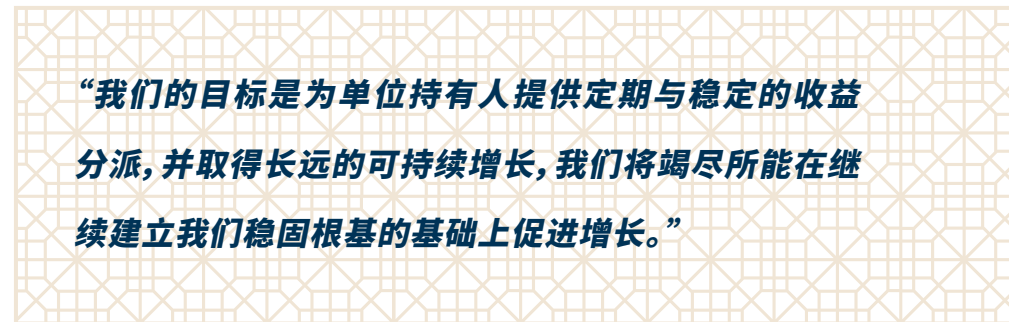 “我们的目标是为单位持有人提供定期与稳定的收益
分派，并取得长远的可持续增长，我们将竭尽所能在继
续建立我们稳固根基的基础上促进增长。”